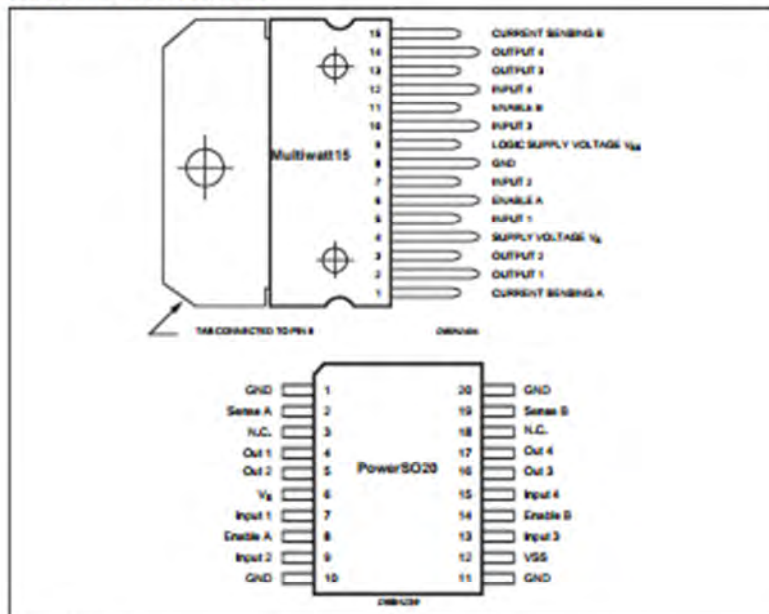 15 CURRENT SENSING B
14 OUTPUT 4
13 OUTPUT 3
12 INPUT 4
11 ENABLE B
10 INPUT 3
9 LOGIC SUPPLY VOLTAGE VSS
8 GND
7 INPUT 2
6 ENABLE A
5 INPUT 1
4 SUPPLY VOLTAGE VS
3 OUTPUT 2
2 OUTPUT 1
1 CURRENT SENSING A
Multiwatt15
TAB CONNECTED TO PIN 8
GND 1 20 GND
Sense A 2 19 Sense B
N.C. 3 18 N.C.
Out 1 4 17 Out 4
Out 2 5 16 Out 3
PowerSO20
VS 6 15 Input 4
Input 1 7 14 Enable B
Enable A 8 13 Input 3
Input 2 9 12 VSS
GND 10 11 GND